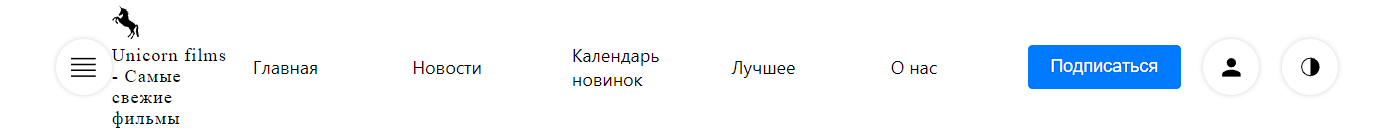 Unicorn films
- Самые
свежие
фильмы
Главная
Новости
Календарь
новинок
Лучшее
О нас
Подписаться